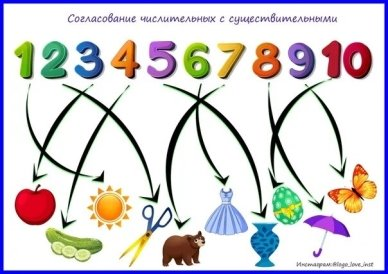 Согласование числительных с существительными
1 2 3 4 5 6 7 8 9 10
Инстаграм:@logo_love_inst